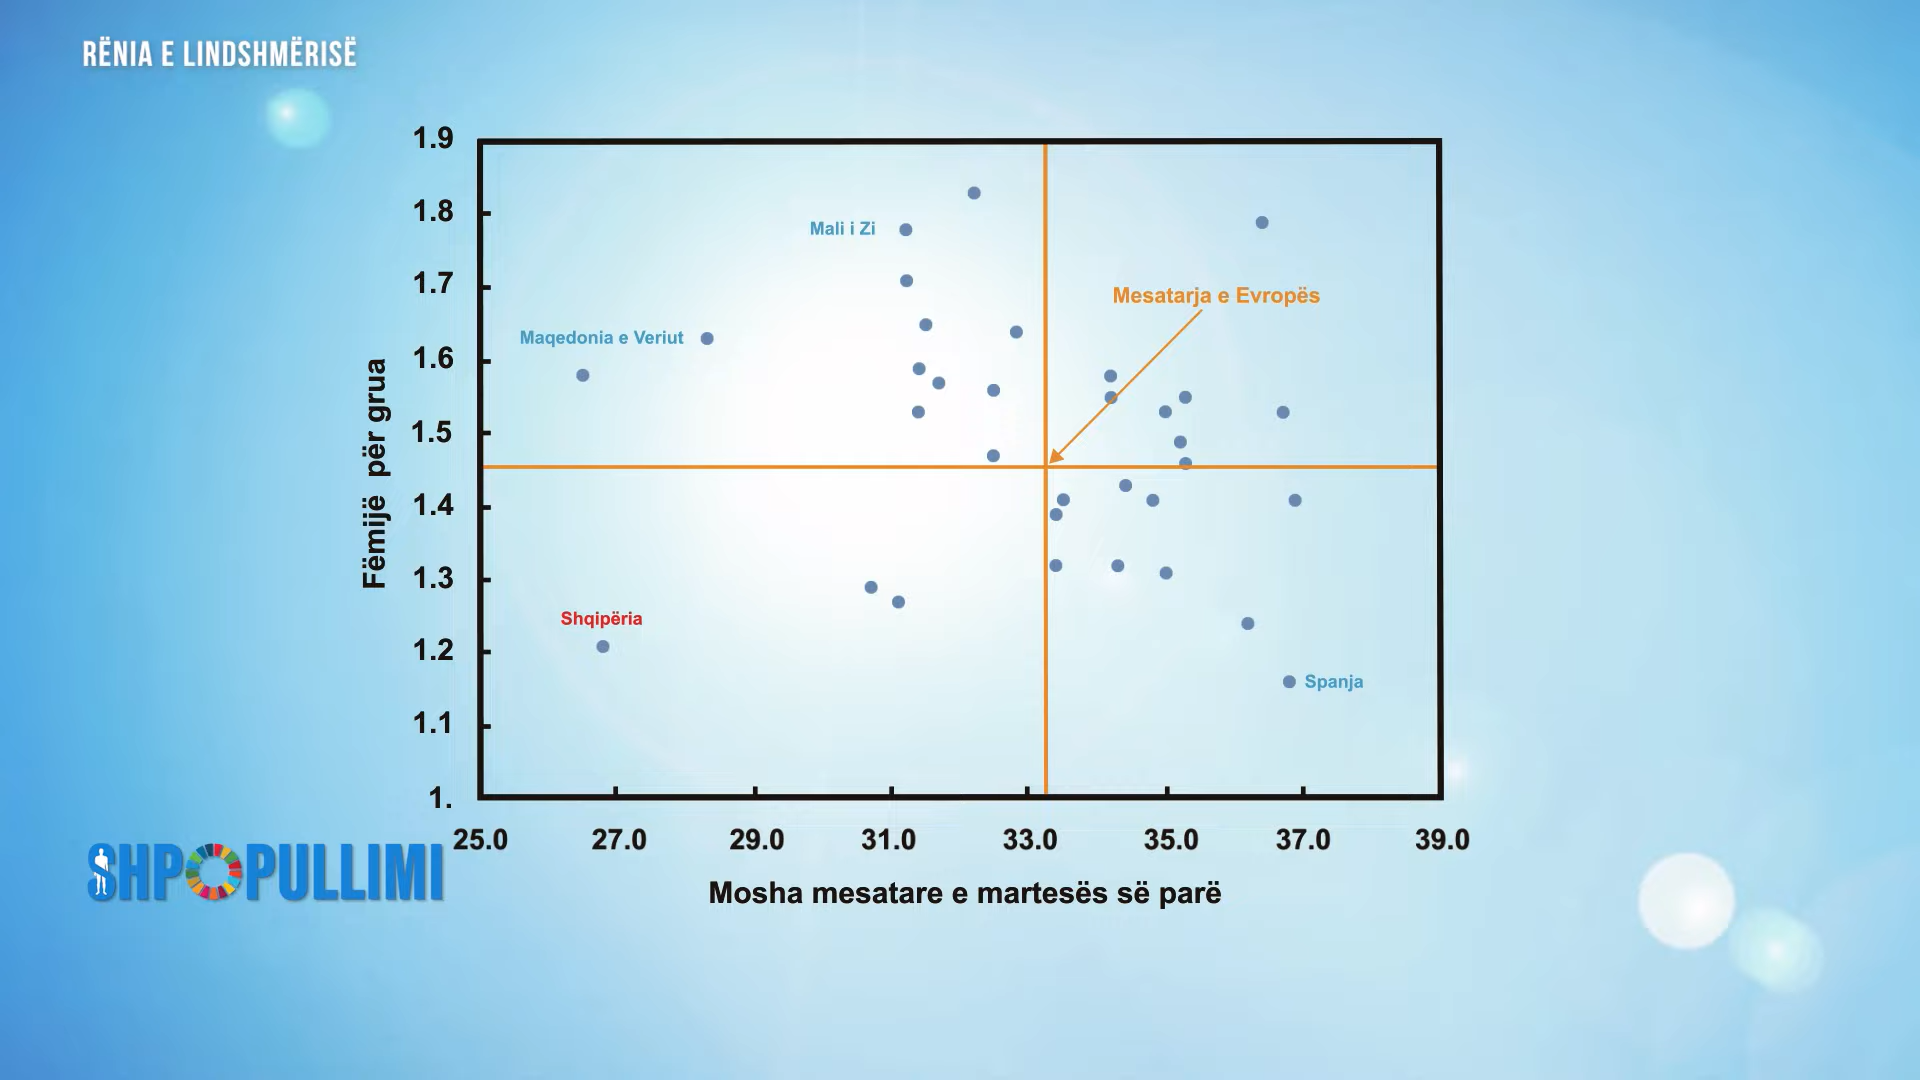 RËNIA E LINDSHMËRISË
1.9
1.8
1.7
1.6
1.5
1.4
1.3
1.2
1.1
1.
Fëmijë për grua
Mali i Zi
Mesatarja e Evropës
Maqedonia e Veriut
Shqipëria
Spanja
25.0 27.0 29.0 31.0 33.0 35.0 37.0 39.0
Mosha mesatare e martesës së parë
SHPOPULLIMI